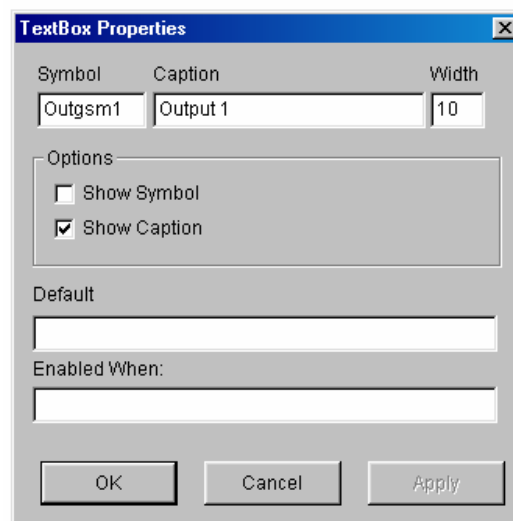 TextBox Properties
Symbol Caption Width
Outgsm1 Output 1 10
Options
Show Symbol
Show Caption
Default
Enabled When:
OK Cancel Apply